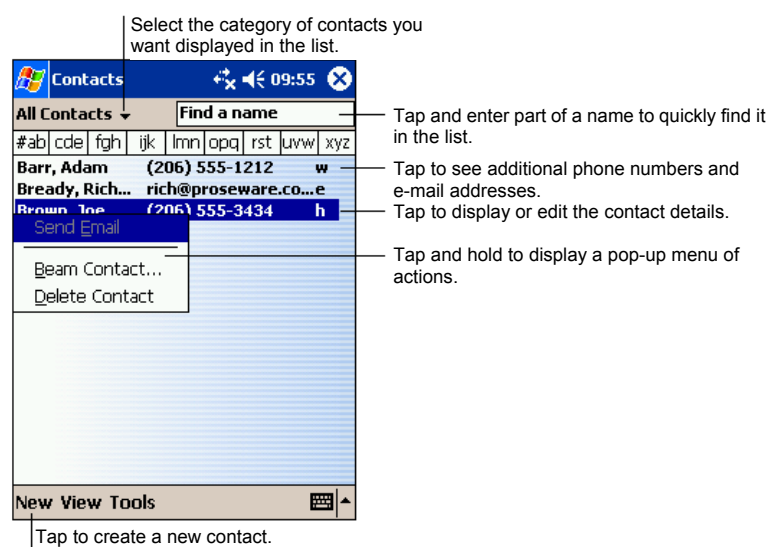 Select the category of contacts you
want displayed in the list.
Contacts 09:55
All Contacts Find a name
Tap and enter part of a name to quickly find it
in the list.
#ab cde fgh ijk lmn opq rst uvw xyz
Barr, Adam (206) 555-1212 w
Tap to see additional phone numbers and
e-mail addresses.
Bready, Rich... rich@proseware.co...e
Brown, Joe (206) 555-3434 h
Tap to display or edit the contact details.
Send Email
Tap and hold to display a pop-up menu of
actions.
Beam Contact...
Delete Contact
New View Tools
Tap to create a new contact.